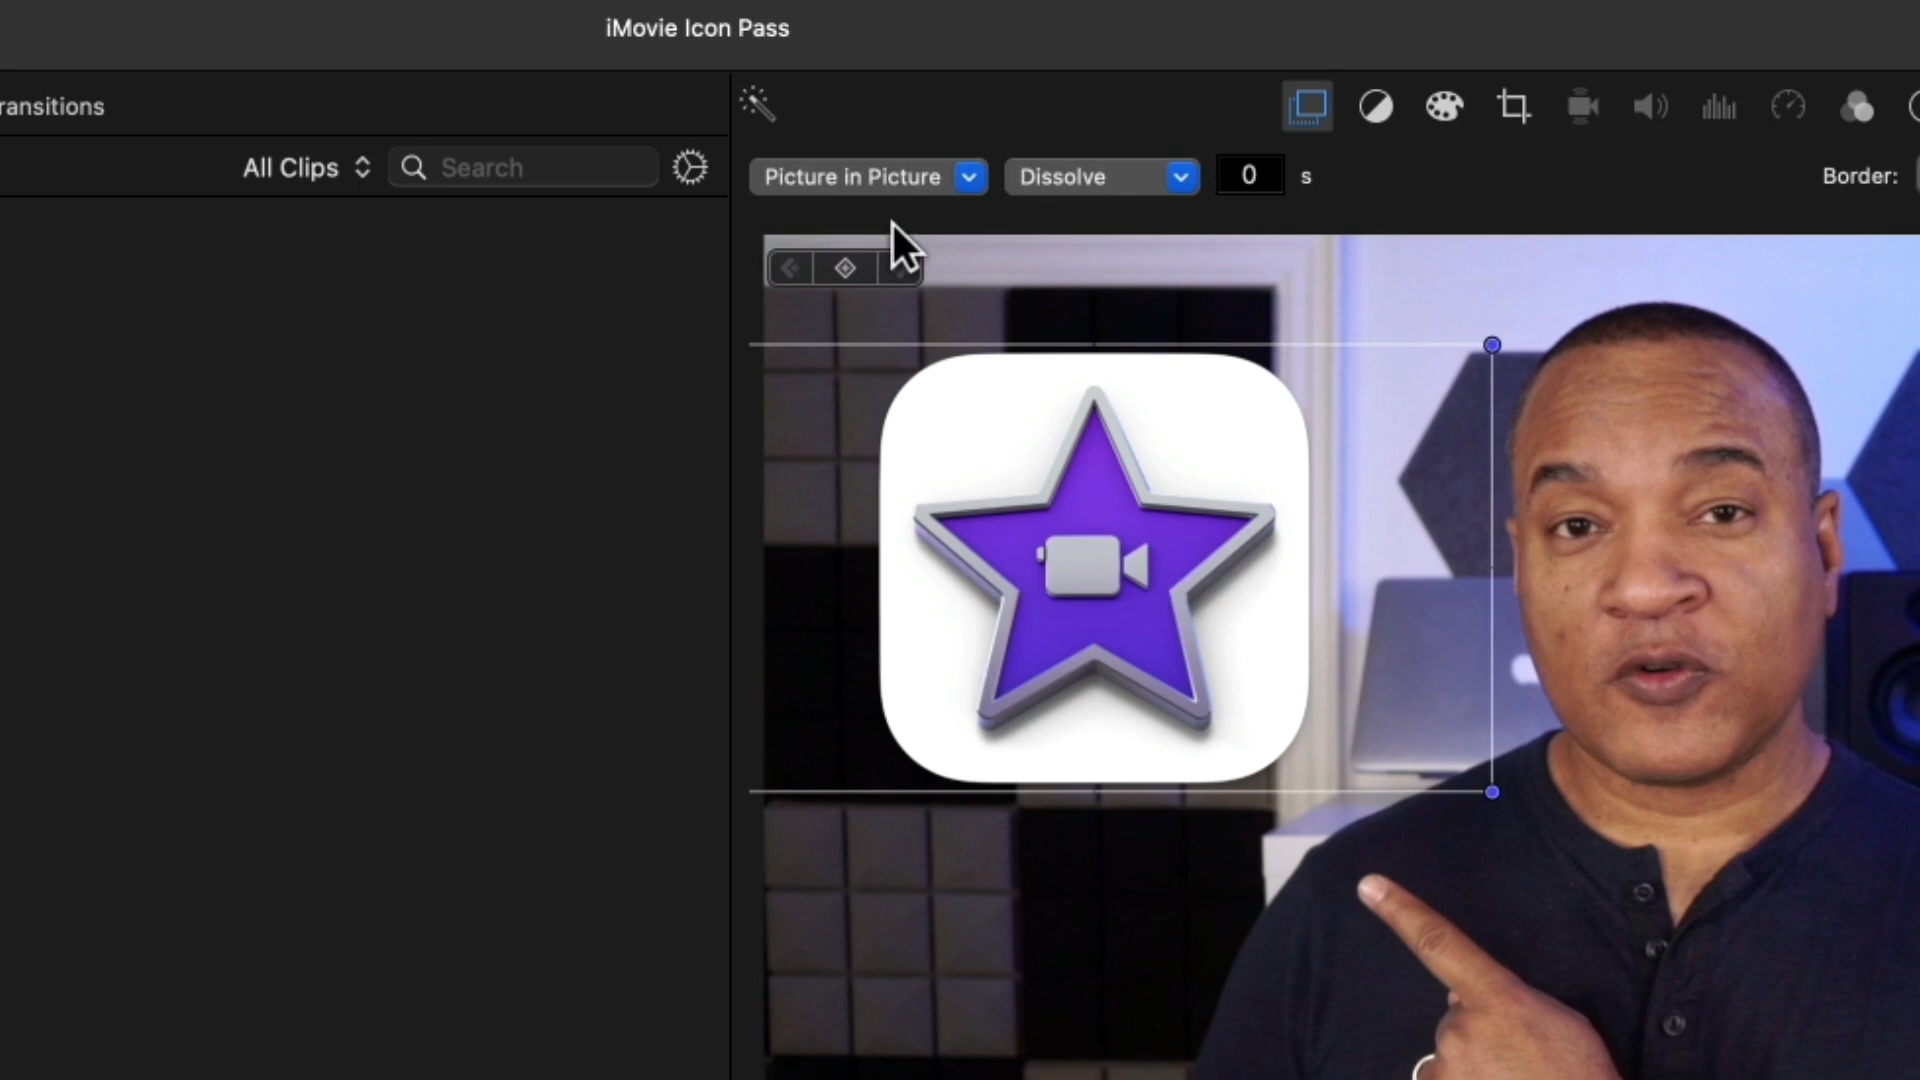 iMovie Icon Pass
ransitions
All Clips
Search
Picture in Picture
Dissolve
0
s
Border: